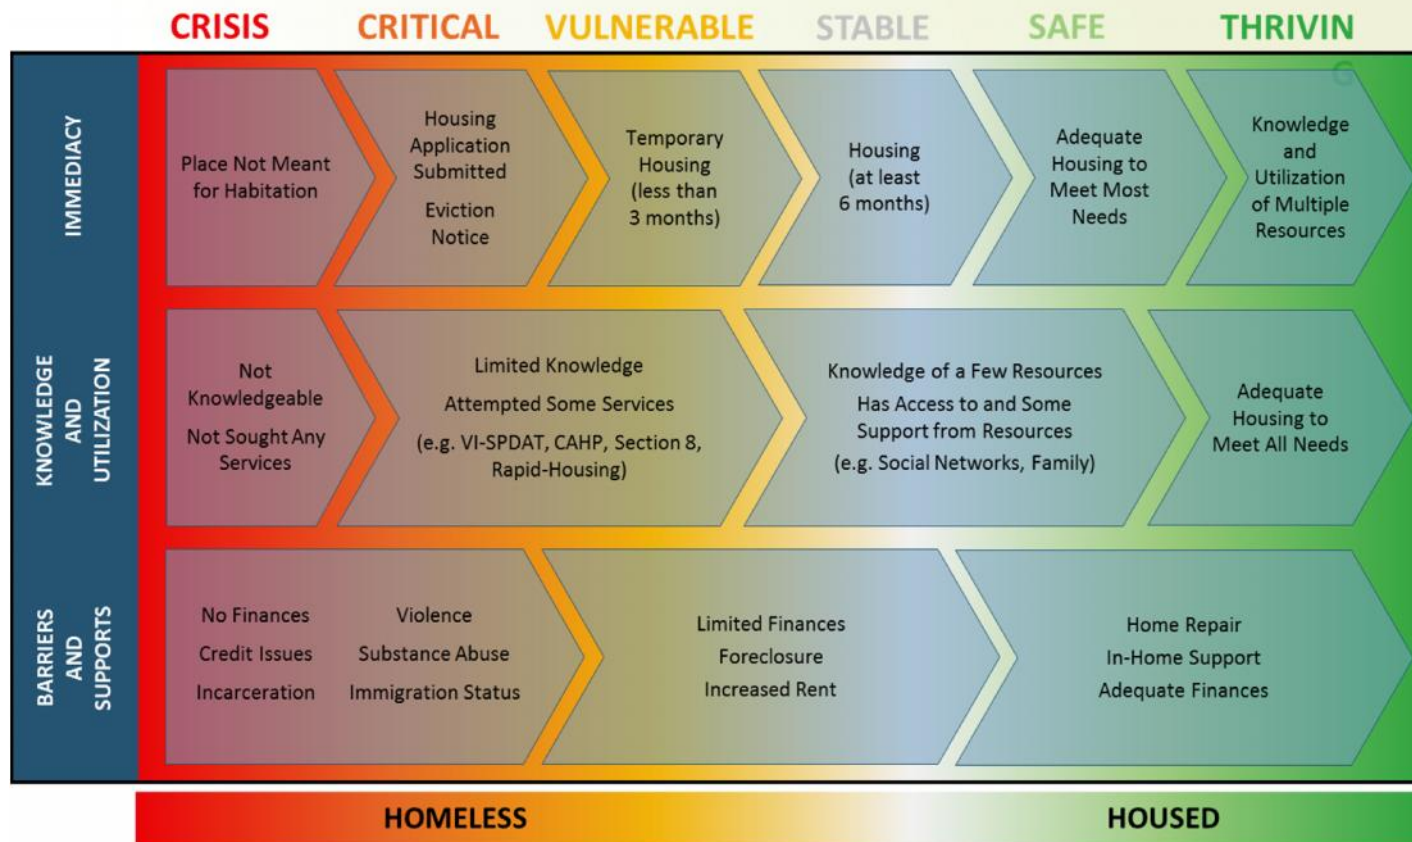 CRISIS
CRITICAL
VULNERABLE
STABLE
SAFE
THRIVIN
G
IMMEDIACY
Place Not Meant
for Habitation
Housing
Application
Submitted
Eviction
Notice
Temporary
Housing
(less than
3 months)
Housing
(at least
6 months)
Adequate
Housing to
Meet Most
Needs
Knowledge
and
Utilization
of Multiple
Resources
KNOWLEDGE
AND
UTILIZATION
Not
Knowledgeable
Not Sought Any
Services
Limited Knowledge
Attempted Some Services
(e.g. VI-SPDAT, CAHP, Section 8,
Rapid-Housing)
Knowledge of a Few Resources
Has Access to and Some
Support from Resources
(e.g. Social Networks, Family)
Adequate
Housing to
Meet All Needs
BARRIERS
AND
SUPPORTS
No Finances
Credit Issues
Incarceration
Violence
Substance Abuse
Immigration Status
Limited Finances
Foreclosure
Increased Rent
Home Repair
In-Home Support
Adequate Finances
HOMELESS
HOUSED